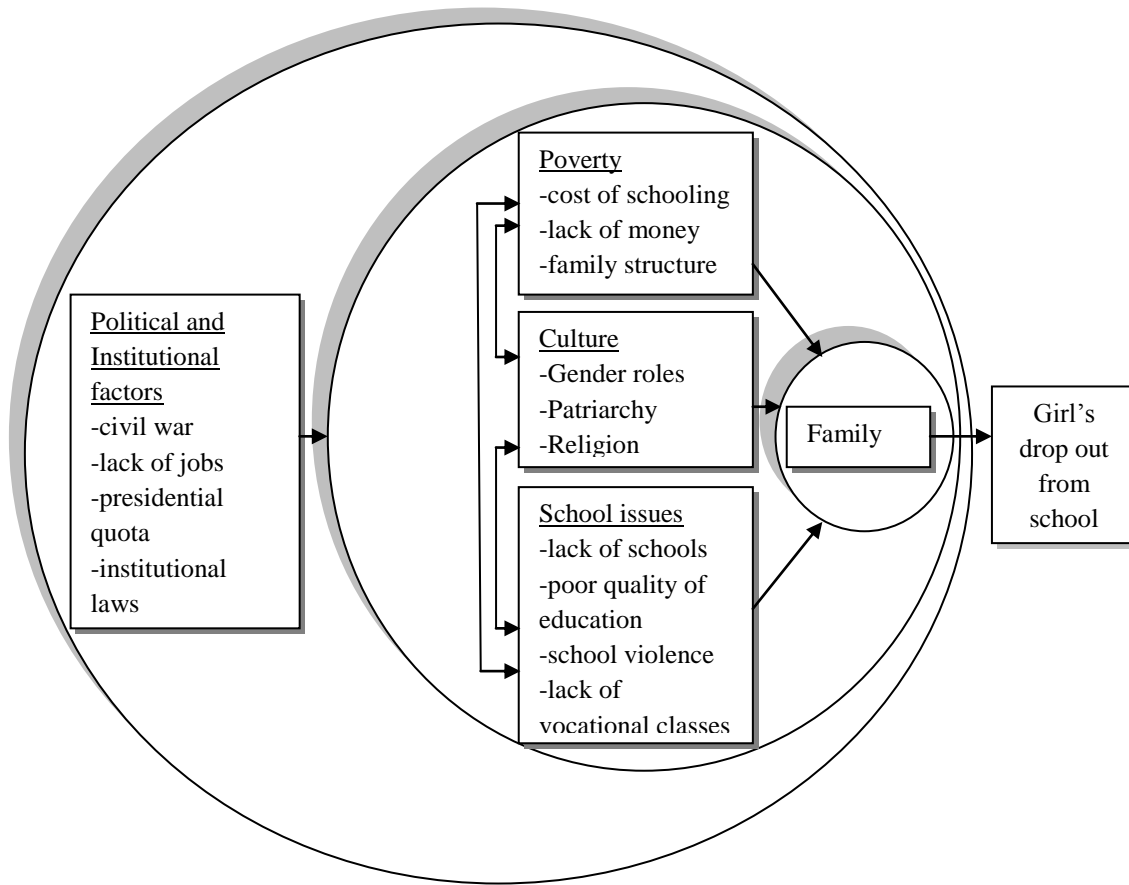 Poverty
-cost of schooling
-lack of money
-family structure
Political and
Institutional
factors
-civil war
-lack of jobs
-presidential
quota
-institutional
laws
Culture
-Gender roles
-Patriarchy
-Religion
School issues
-lack of schools
-poor quality of
education
-school violence
-lack of
vocational classes
Family
Girl's
drop out
from
school